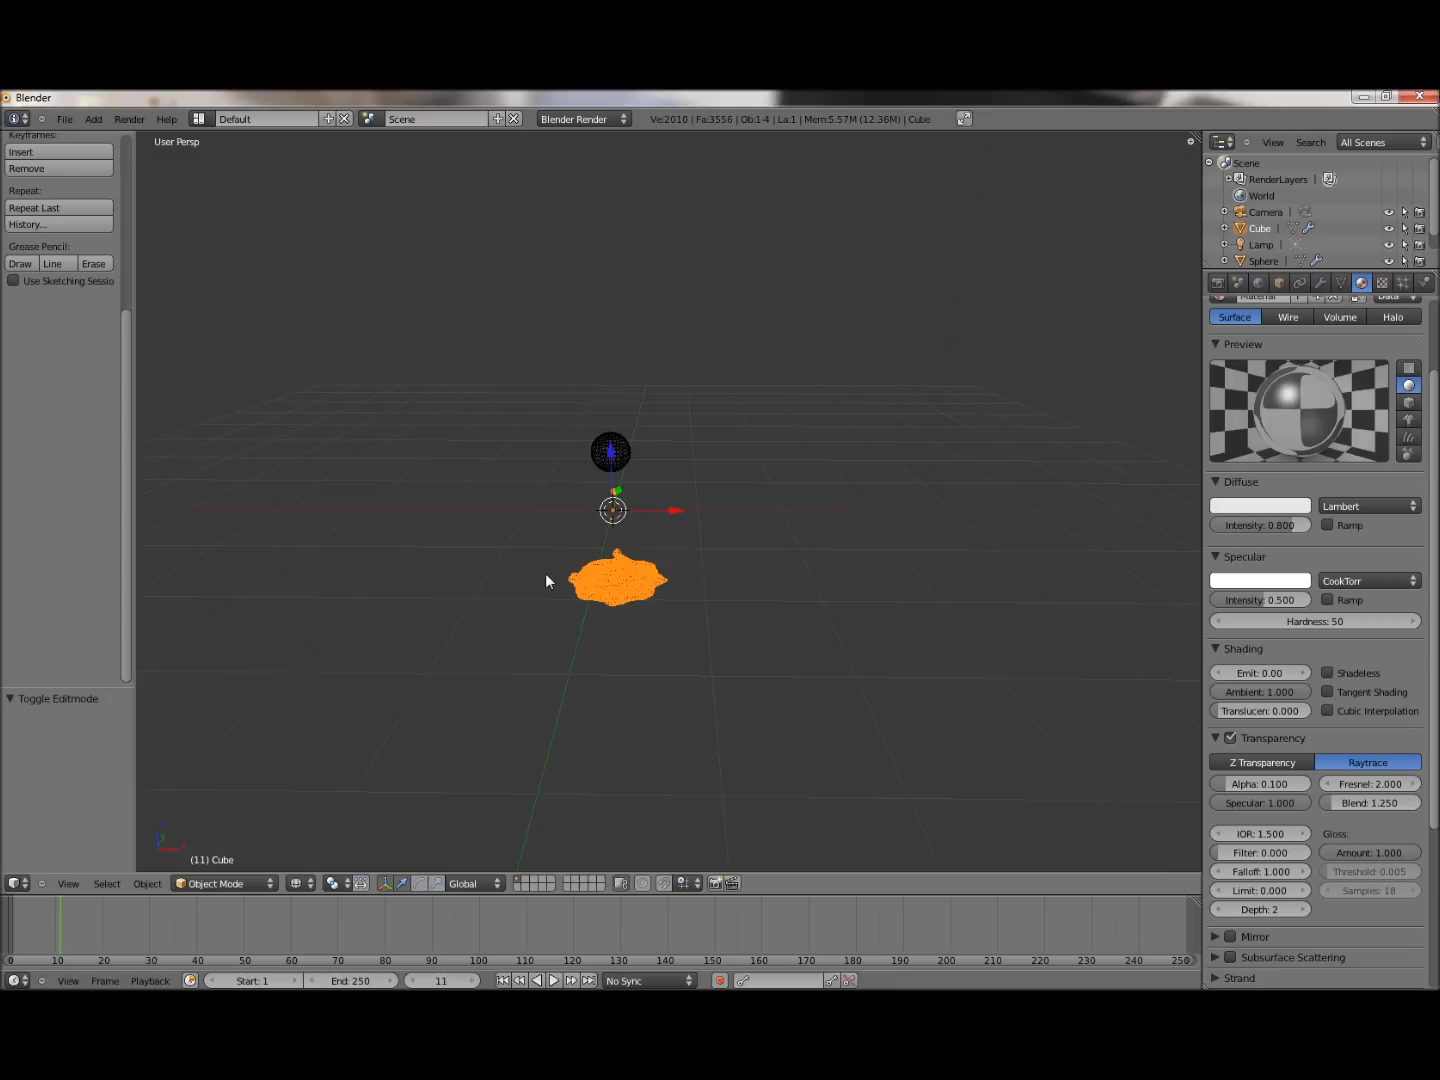 Blender
File Add Render Help Default Scene Blender Render Ve:2010 | Fa:3556 | Ob:1-4 | La:1 | Mem:5.57M (12.36M) | Cube
Keyframes:
Insert
Remove
Repeat:
Repeat Last
History...
Grease Pencil:
Draw Line Erase
Use Sketching Sessio
Toggle Editmode
User Persp
(11) Cube
View Search All Scenes
Scene
RenderLayers
World
Camera
Cube
Lamp
Sphere
Material Data
Surface Wire Volume Halo
Preview
Diffuse
Lambert
Intensity: 0.800 Ramp
Specular
CookTorr
Intensity: 0.500 Ramp
Hardness: 50
Shading
Emit: 0.00 Shadeless
Ambient: 1.000 Tangent Shading
Translucen: 0.000 Cubic Interpolation
Transparency
Z Transparency Raytrace
Alpha: 0.100 Fresnel: 2.000
Specular: 1.000 Blend: 1.250
IOR: 1.500 Gloss:
Filter: 0.000 Amount: 1.000
Falloff: 1.000 Threshold: 0.005
Limit: 0.000 Samples: 18
Depth: 2
Mirror
Subsurface Scattering
Strand
View Select Object Object Mode Global
0 10 20 30 40 50 60 70 80 90 100 110 120 130 140 150 160 170 180 190 200 210 220 230 240 250
View Frame Playback Start: 1 End: 250 11 No Sync